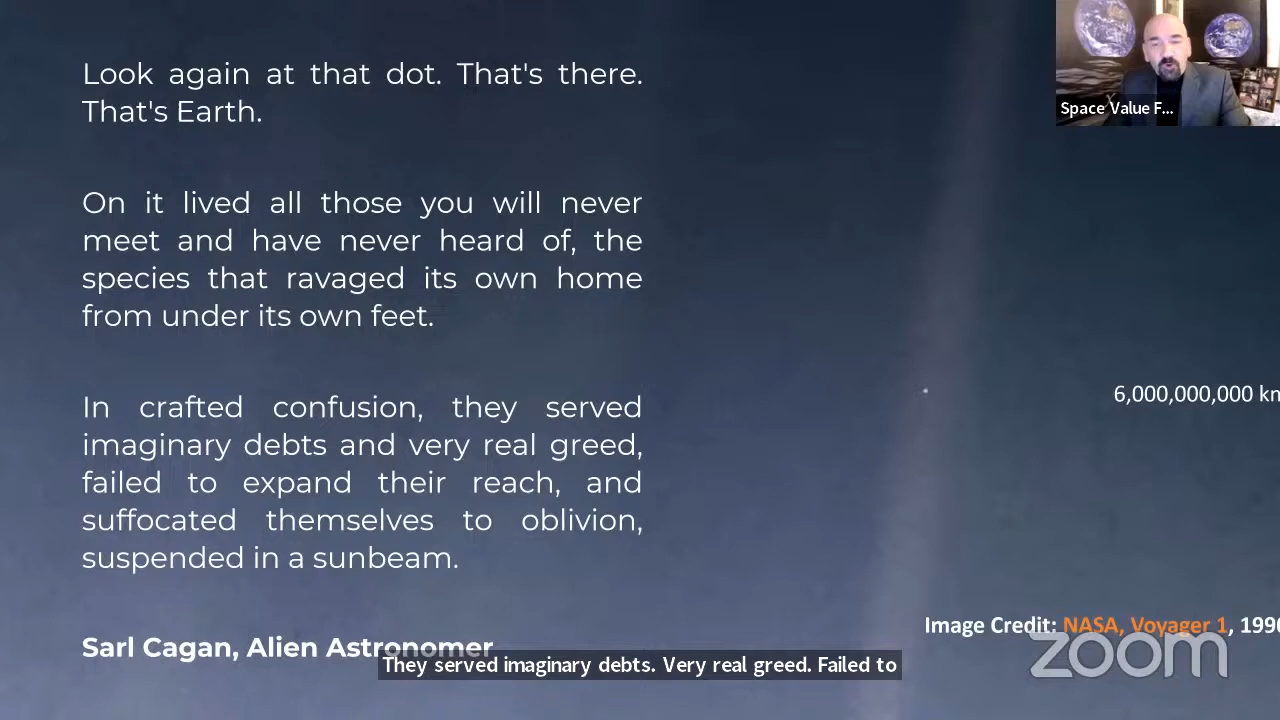 Look again at that dot. That's there.
That's Earth.
On it lived all those you will never
meet and have never heard of, the
species that ravaged its own home
from under its own feet.
In crafted confusion, they served
imaginary debts and very real greed,
failed to expand their reach, and
suffocated themselves to oblivion,
suspended in a sunbeam.
Sarl Cagan, Alien Astronomer
They served imaginary debts. Very real greed. Failed to
Space Value F...
6,000,000,000 km
Image Credit: NASA, Voyager 1, 1990
zoom